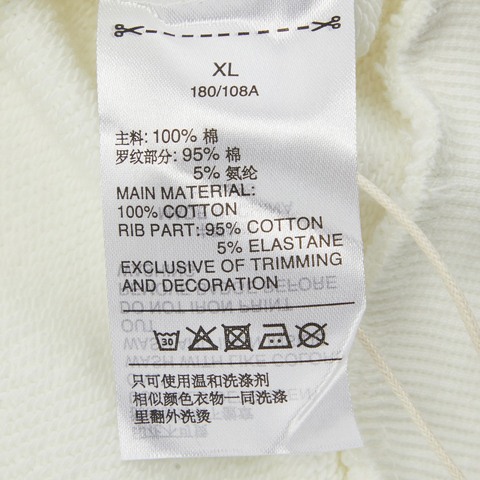 XL
180/108A
主料: 100% 棉
罗纹部分: 95% 棉
5% 氨纶
MAIN MATERIAL:
100% COTTON
RIB PART: 95% COTTON
5% ELASTANE
EXCLUSIVE OF TRIMMING
AND DECORATION
30
只可使用温和洗涤剂
相似颜色衣物一同洗涤
里翻外洗烫